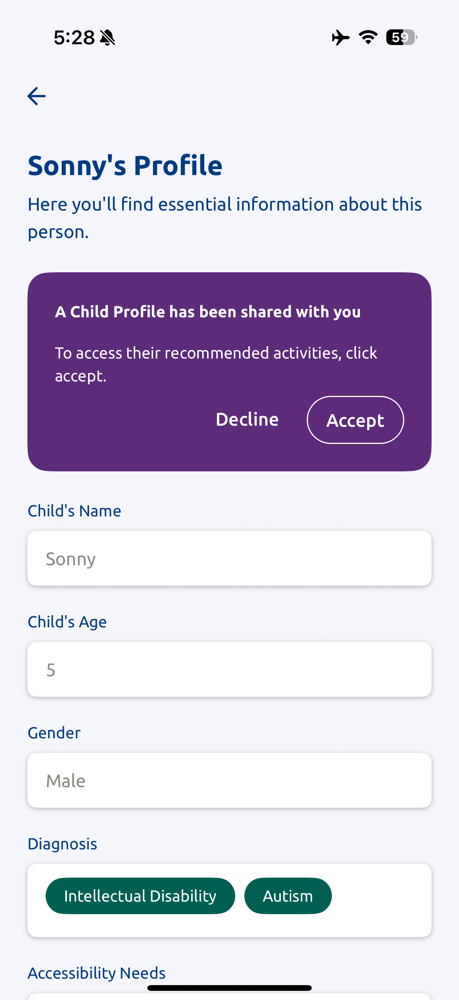 5:28
59
Sonny's Profile
Here you'll find essential information about this
person.
A Child Profile has been shared with you
To access their recommended activities, click
accept.
Decline
Accept
Child's Name
Sonny
Child's Age
5
Gender
Male
Diagnosis
Intellectual Disability
Autism
Accessibility Needs